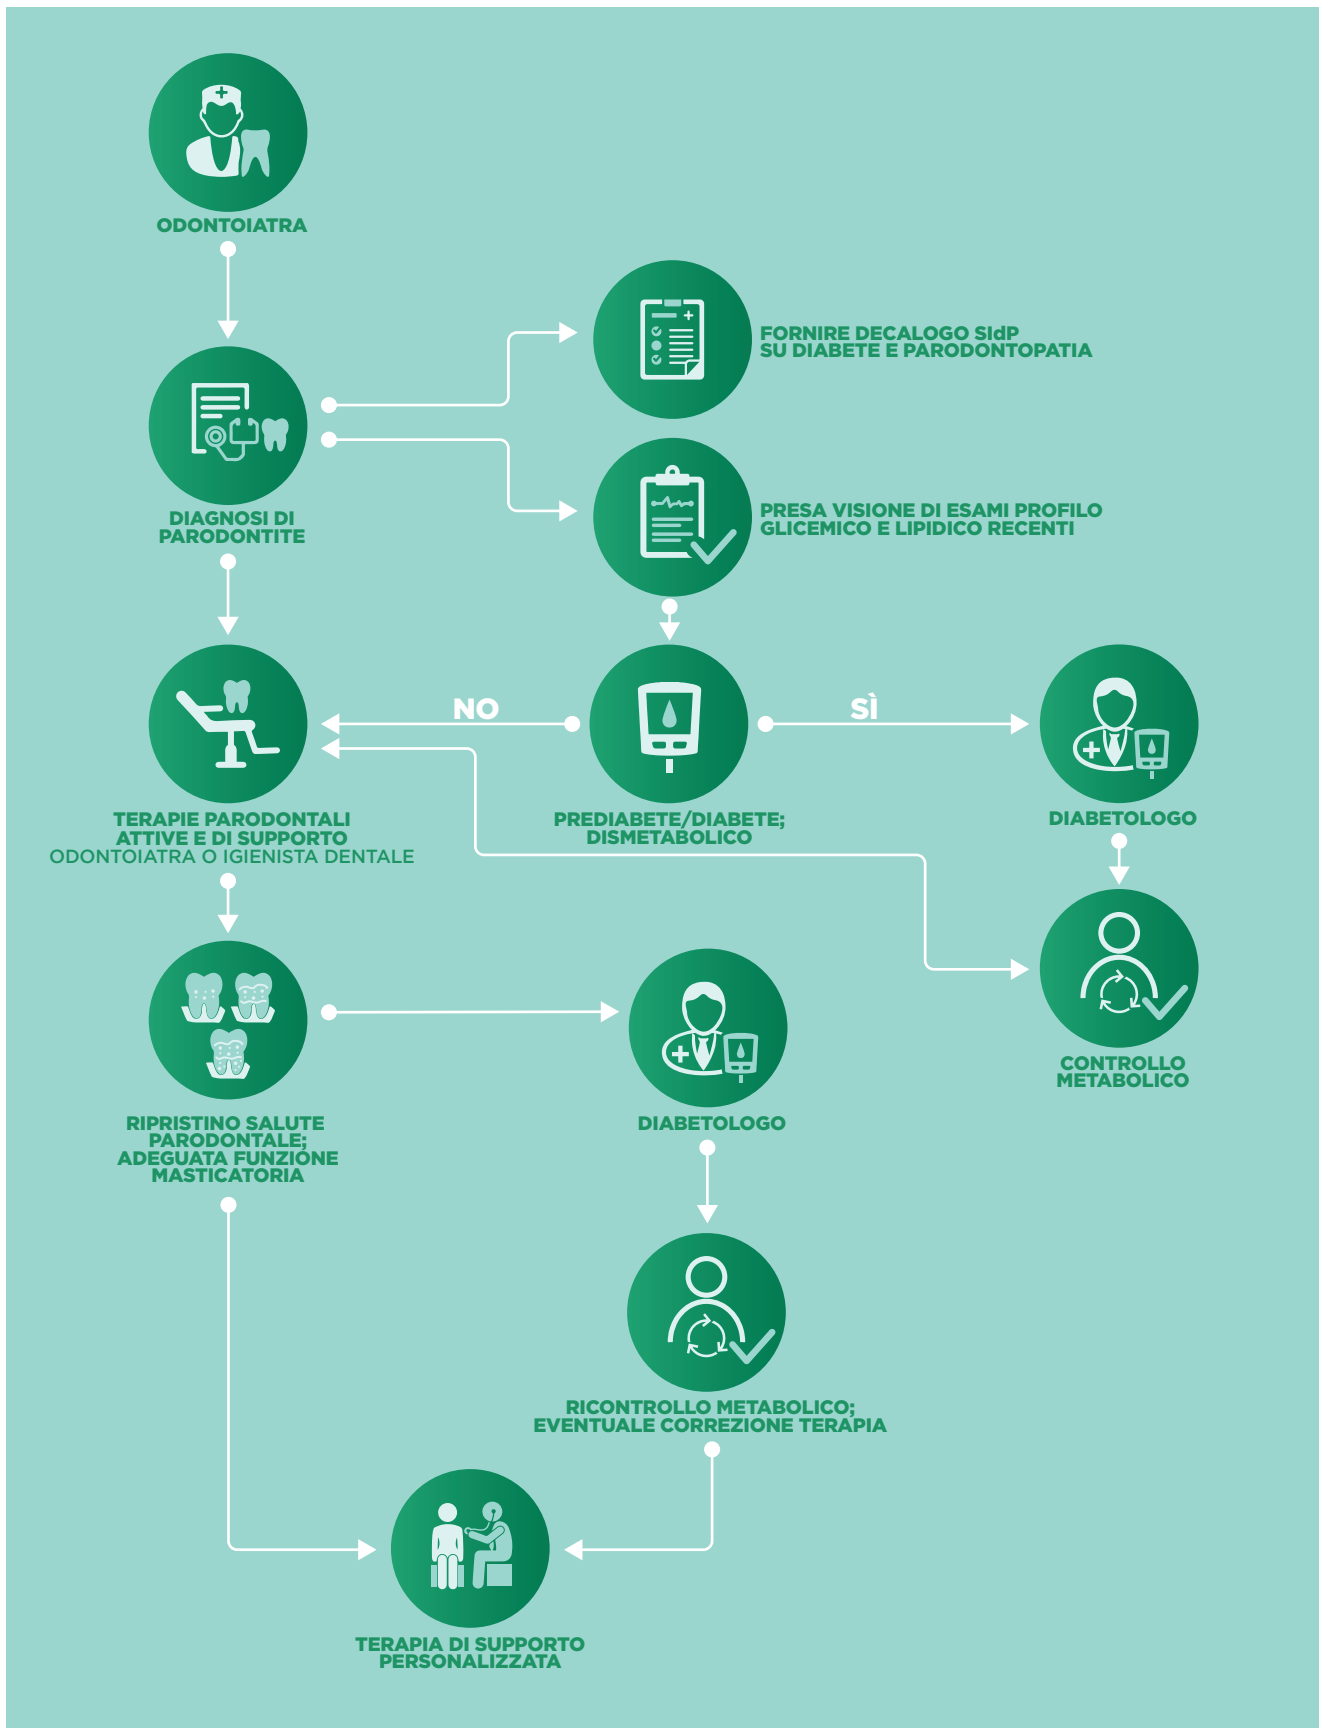 ODONTOIATRA
FORNIRE DECALOGO SIdP
SU DIABETE E PARODONTOPATIA
DIAGNOSI DI
PARODONTITE
PRESA VISIONE DI ESAMI PROFILO
GLICEMICO E LIPIDICO RECENTI
NO
SÌ
TERAPIE PARODONTALI
ATTIVE E DI SUPPORTO
ODONTOIATRA O IGIENISTA DENTALE
PREDIABETE/DIABETE;
DISMETABOLICO
DIABETOLOGO
CONTROLLO
METABOLICO
RIPRISTINO SALUTE
PARODONTALE;
ADEGUATA FUNZIONE
MASTICATORIA
DIABETOLOGO
RICONTROLLO METABOLICO;
EVENTUALE CORREZIONE TERAPIA
TERAPIA DI SUPPORTO
PERSONALIZZATA